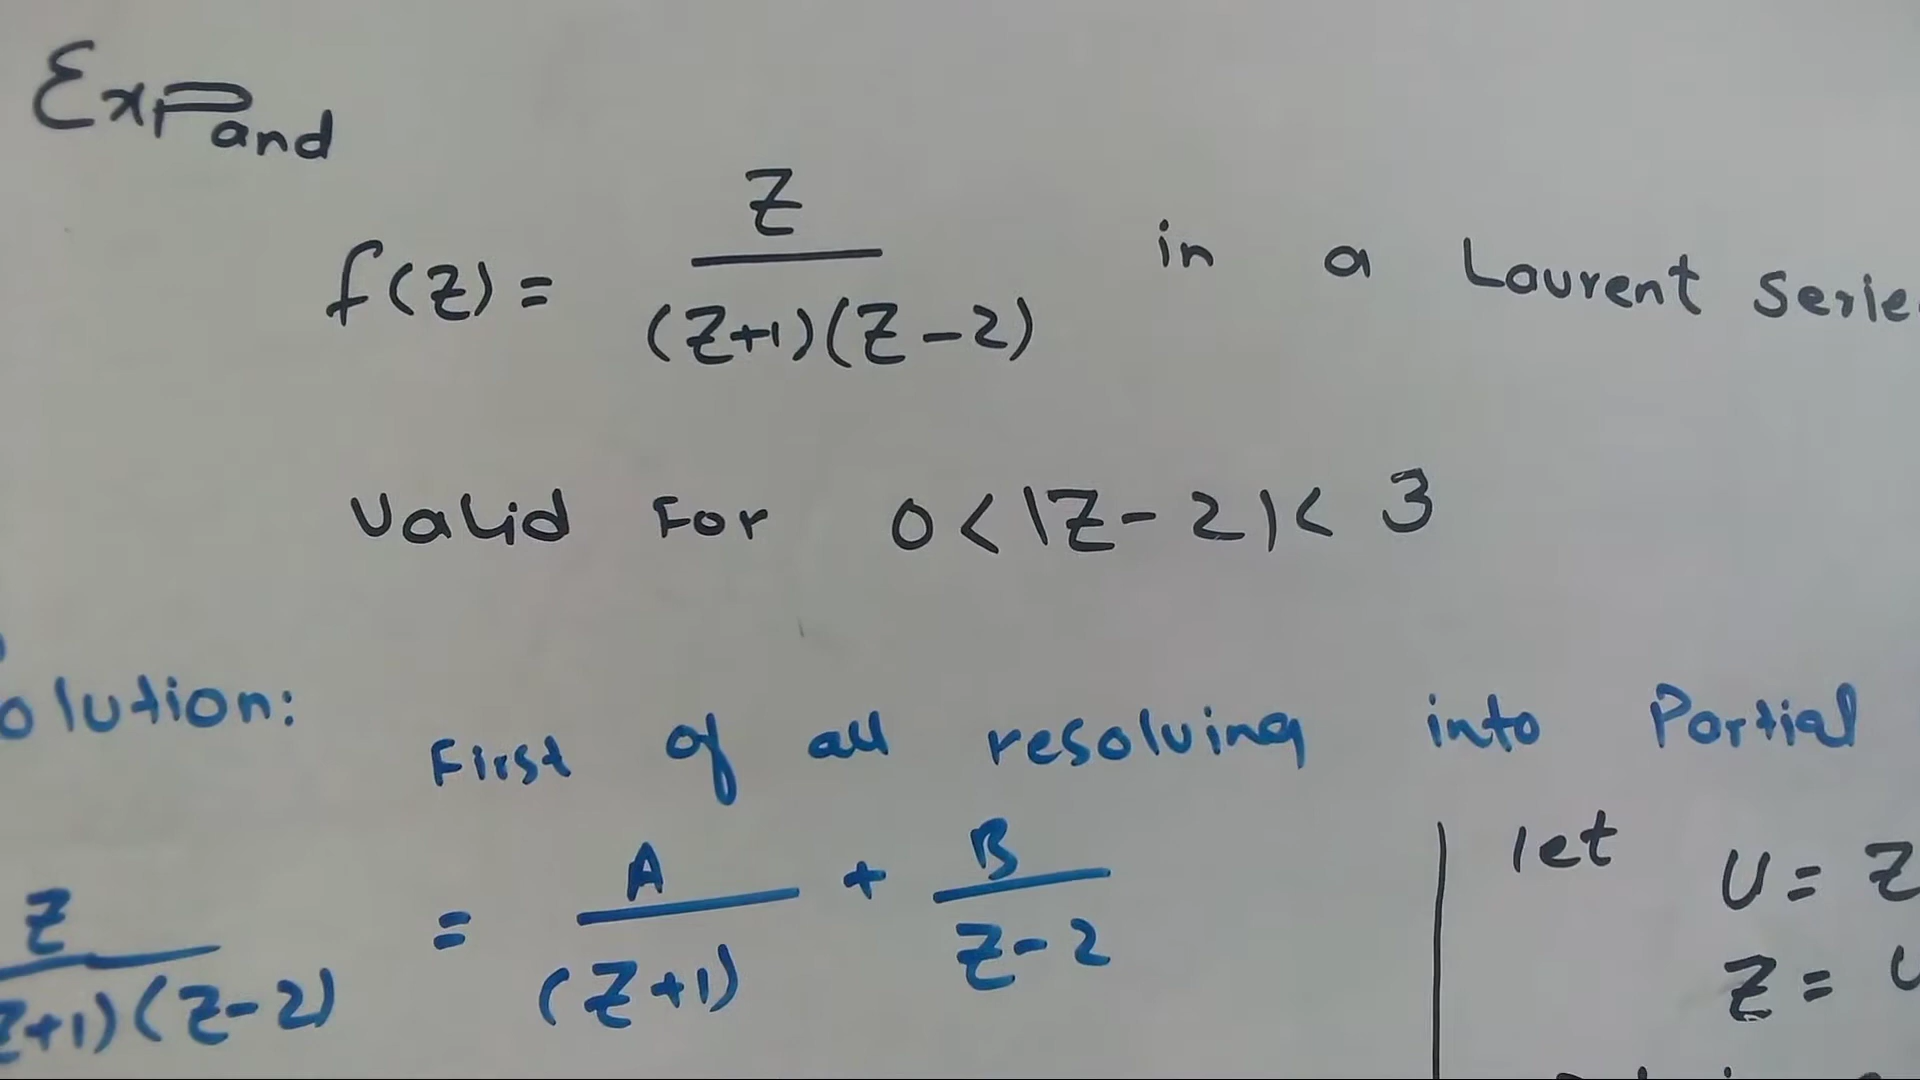 Expand
f(z) = z / (z+1)(z-2) in a Laurent Serie
Valid For 0<|z-2|< 3
olution:
First of all resolving into Partial
z / z+1)(z-2) = A / (z+1) + B / z-2
let U = z
z = U